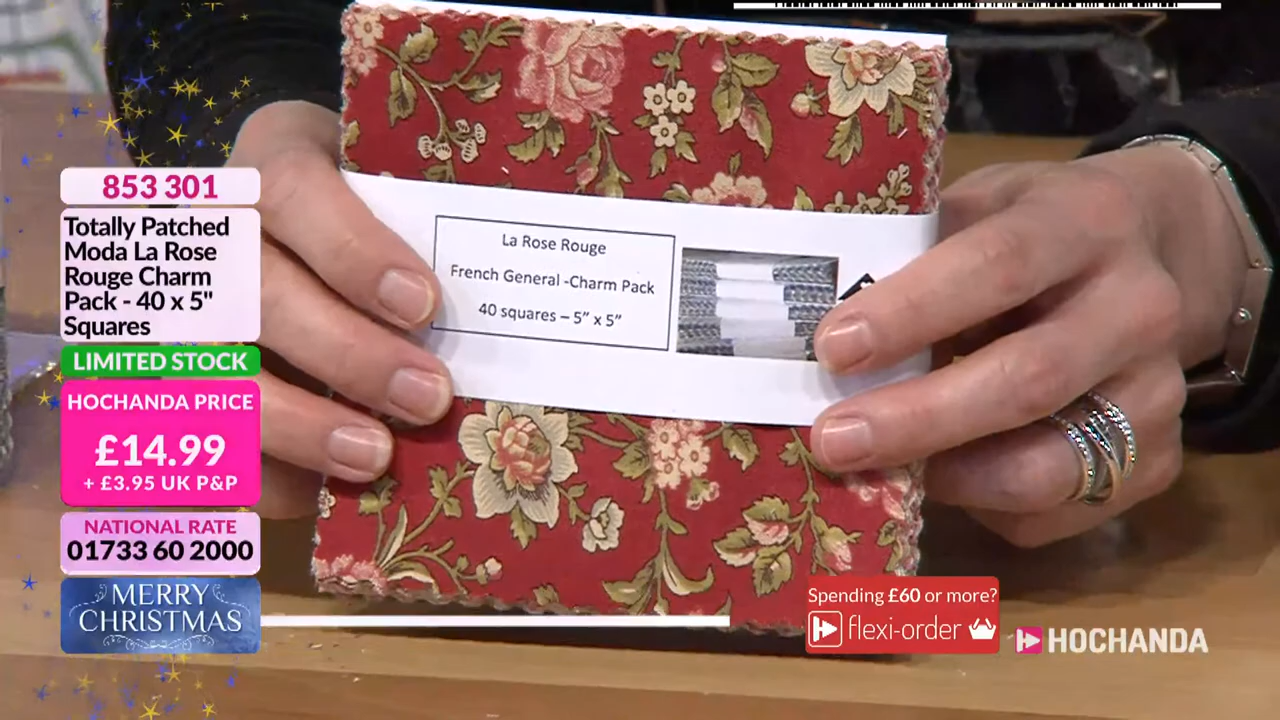 853 301
Totally Patched
Moda La Rose
Rouge Charm
Pack - 40 x 5"
Squares
LIMITED STOCK
HOCHANDA PRICE
£14.99
+ £3.95 UK P&P
NATIONAL RATE
01733 60 2000
MERRY
CHRISTMAS
La Rose Rouge
French General -Charm Pack
40 squares – 5” x 5”
Spending £60 or more?
flexi-order
HOCHANDA